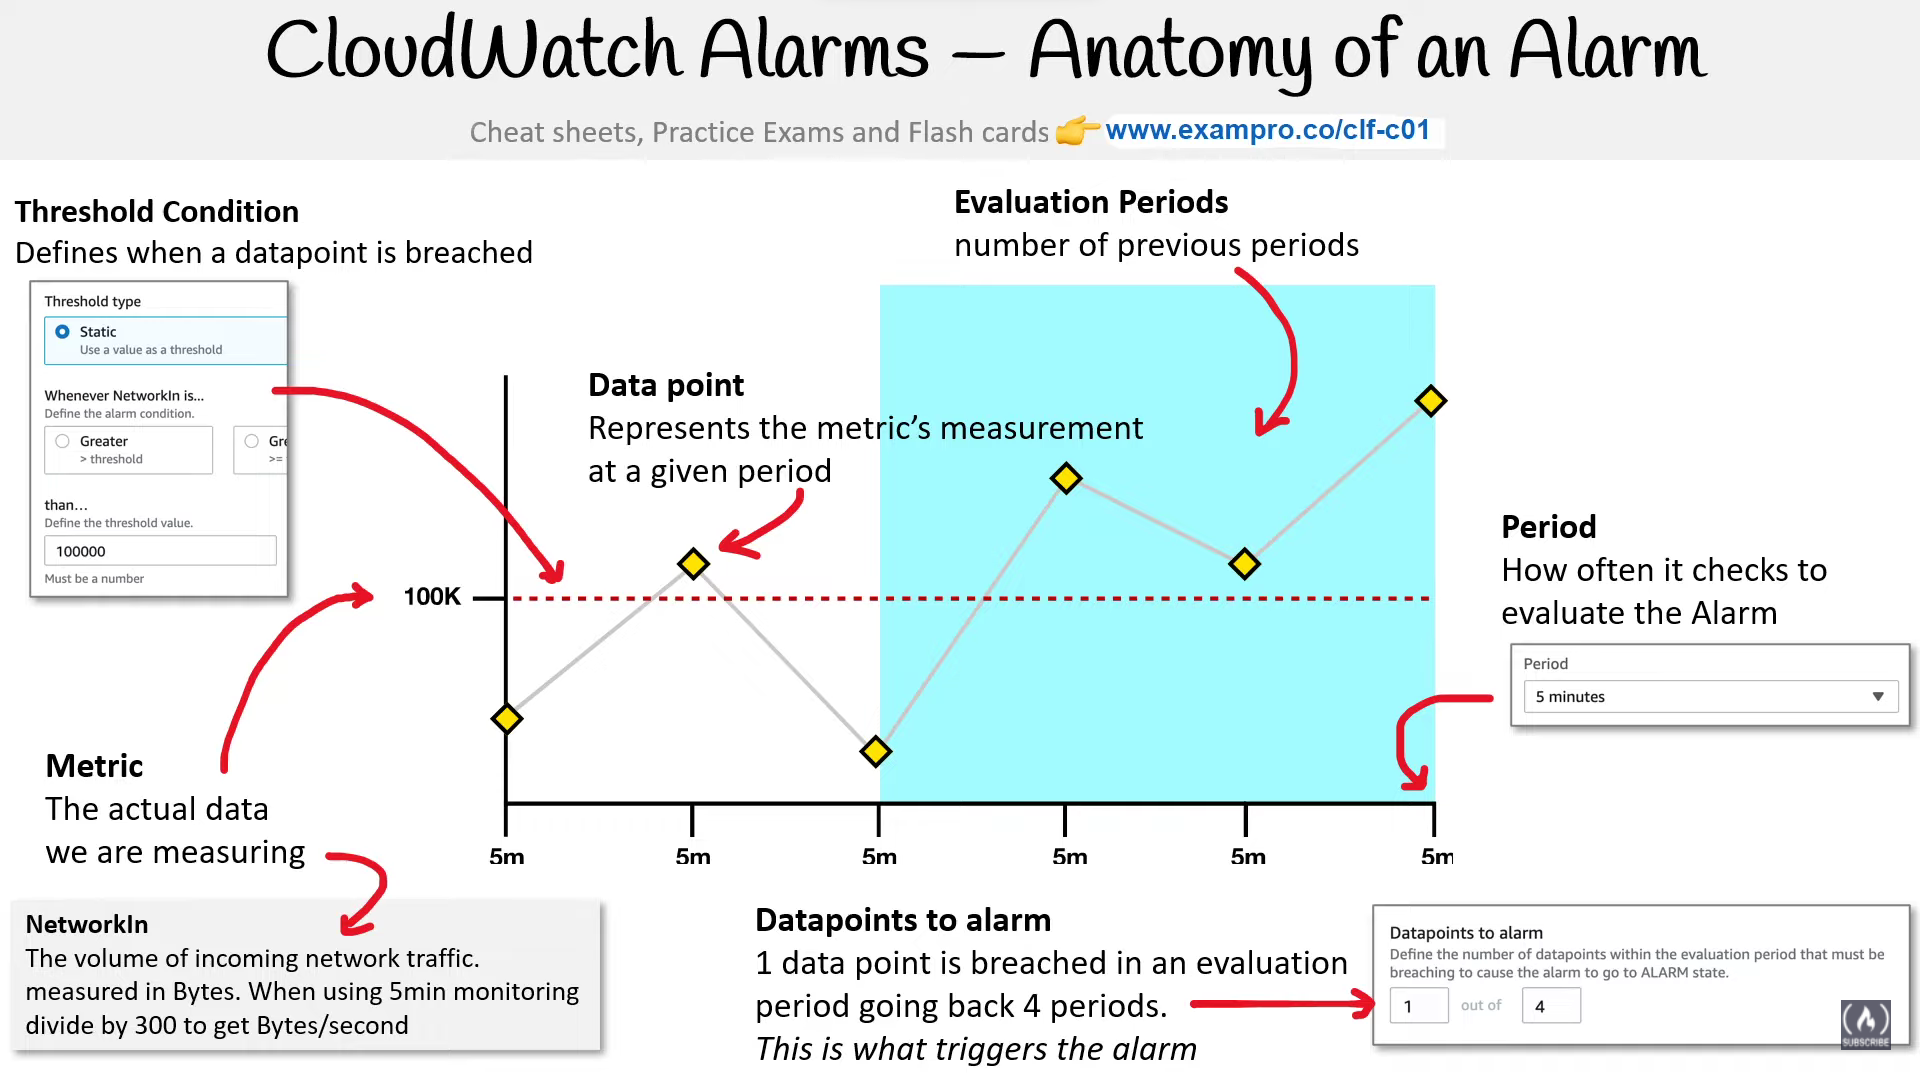 CloudWatch Alarms – Anatomy of an Alarm
Cheat sheets, Practice Exams and Flash cards 👉 www.exampro.co/clf-c01
Threshold Condition
Defines when a datapoint is breached
Threshold type
Static
Use a value as a threshold
Whenever NetworkIn is...
Define the alarm condition.
Greater
> threshold
Gre
>=
than...
Define the threshold value.
100000
Must be a number
Evaluation Periods
number of previous periods
Data point
Represents the metric's measurement
at a given period
100K
Period
How often it checks to
evaluate the Alarm
Period
5 minutes
Metric
The actual data
we are measuring
5m 5m 5m 5m 5m 5m
NetworkIn
The volume of incoming network traffic.
measured in Bytes. When using 5min monitoring
divide by 300 to get Bytes/second
Datapoints to alarm
1 data point is breached in an evaluation
period going back 4 periods.
This is what triggers the alarm
Datapoints to alarm
Define the number of datapoints within the evaluation period that must be
breaching to cause the alarm to go to ALARM state.
1 out of 4
SUBSCRIBE